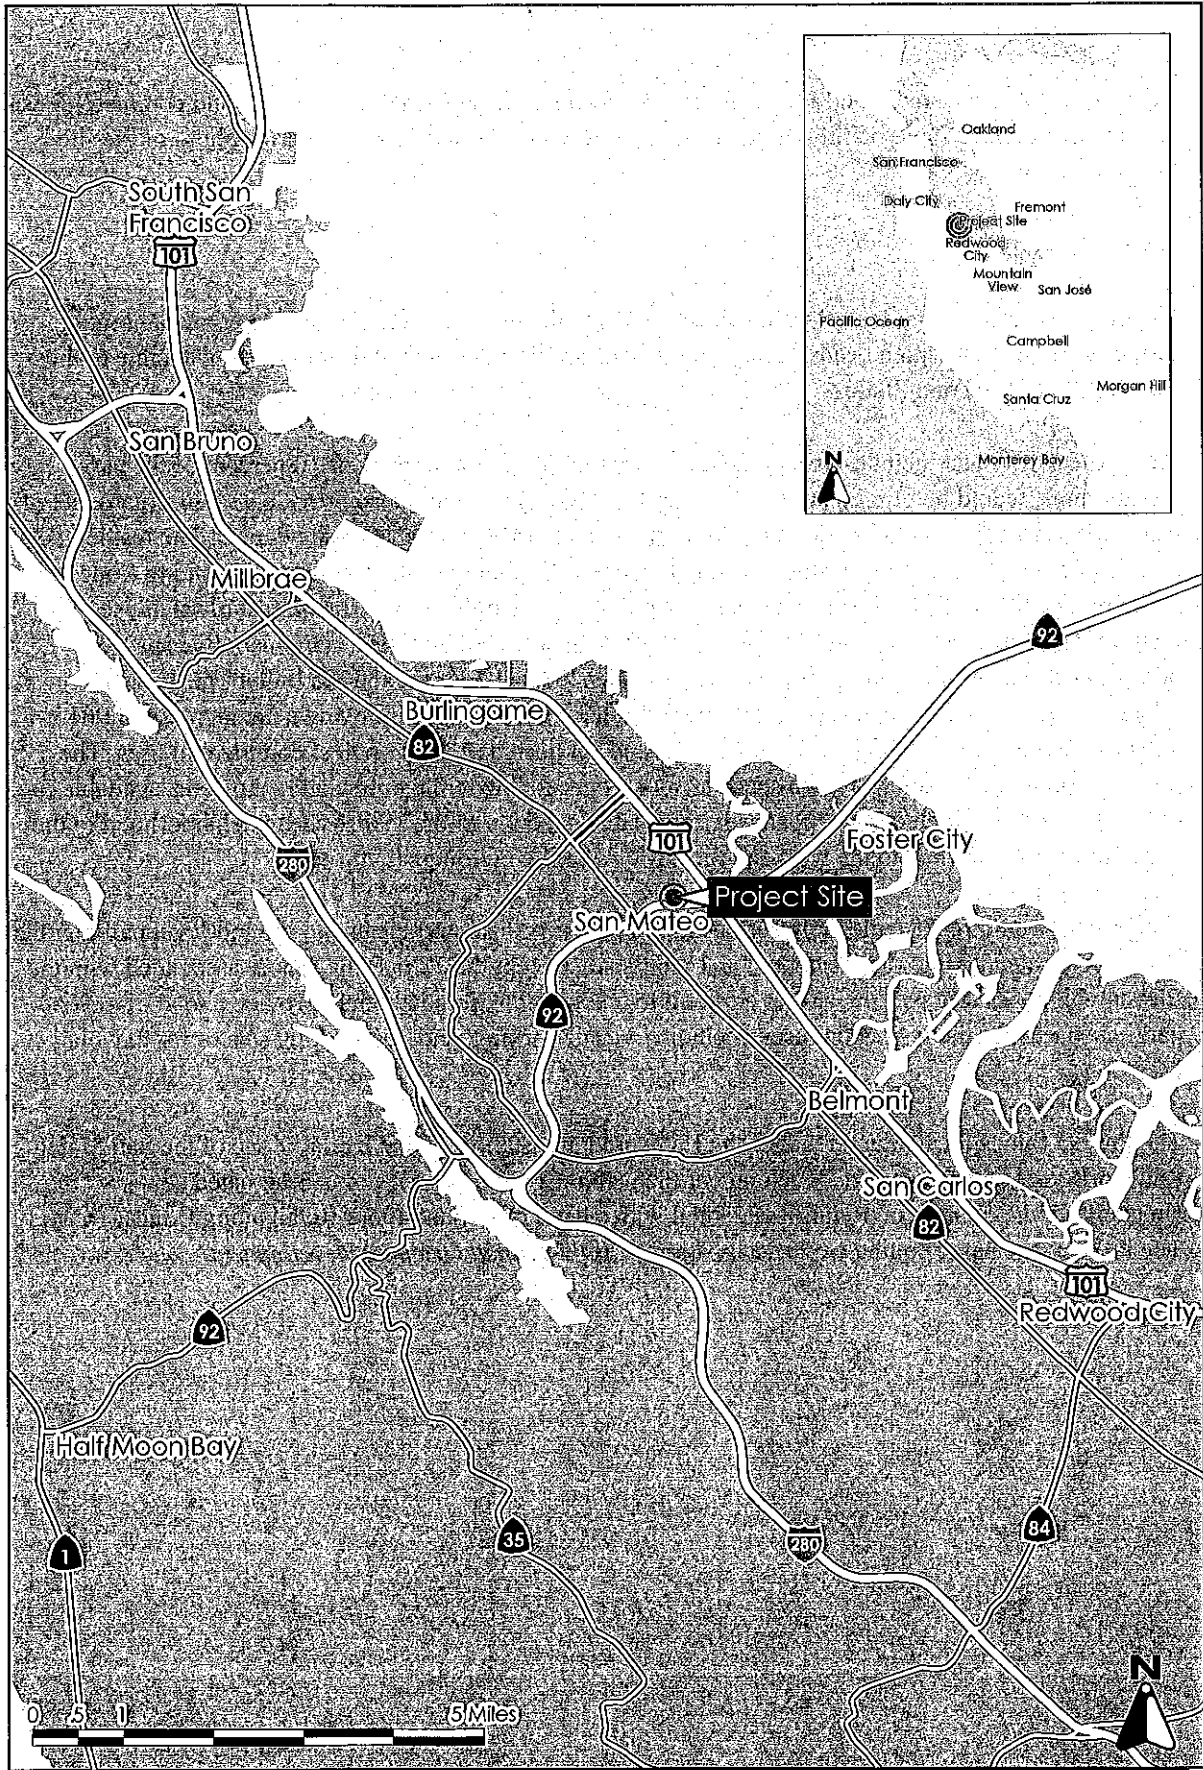 Oakland
San Francisco
Daly City
Fremont
Project Site
Redwood
City
Mountain
View
San José
Pacific Ocean
Campbell
Morgan Hill
Santa Cruz
Monterey Bay
N
South San
Francisco
101
San Bruno
Millbrae
92
Burlingame
82
101
Foster City
280
Project Site
San Mateo
92
Belmont
San Carlos
82
101
Redwood City
92
Half Moon Bay
1
35
280
84
N
0 .5 1 5 Miles